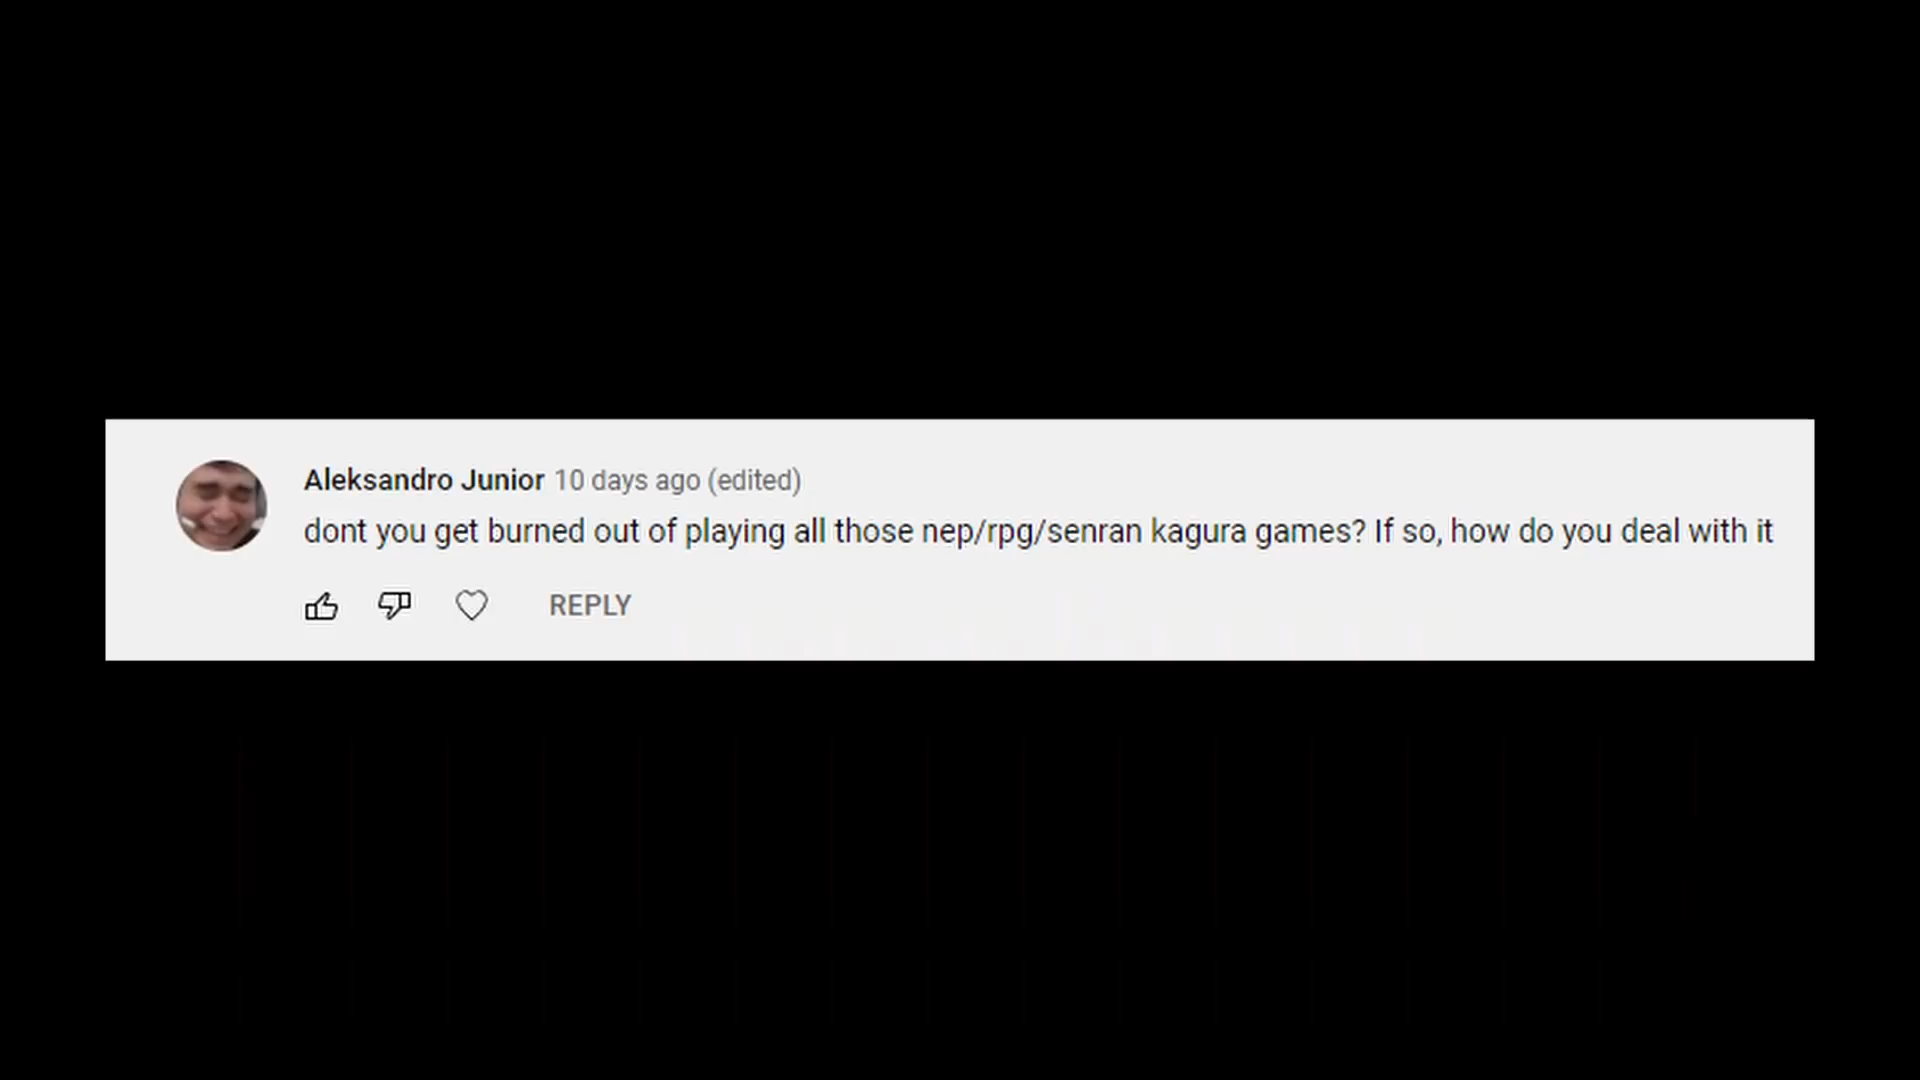 Aleksandro Junior 10 days ago (edited)
dont you get burned out of playing all those nep/rpg/senran kagura games? If so, how do you deal with it
REPLY